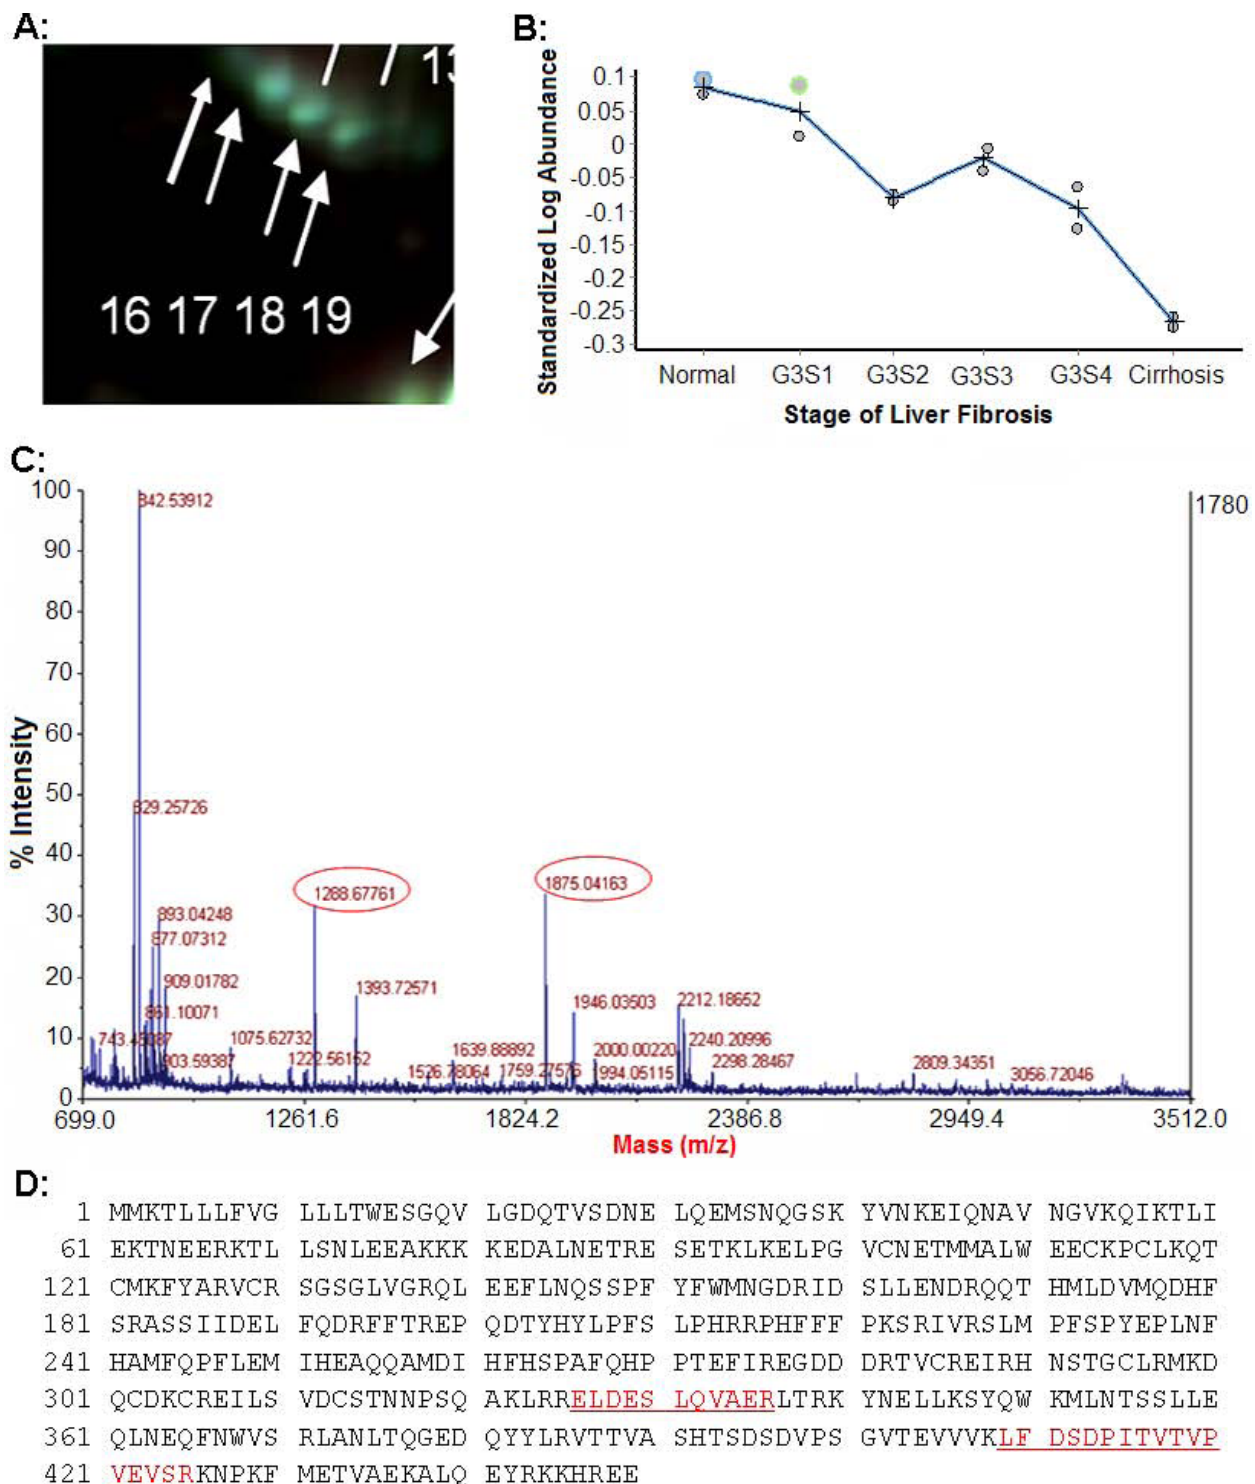 A:
13
16 17 18 19
B:
Standardized Log Abundance
0.1
0.05
0
-0.05
-0.1
-0.15
-0.2
-0.25
-0.3
Normal G3S1 G3S2 G3S3 G3S4 Cirrhosis
Stage of Liver Fibrosis
C:
% Intensity
100
90
80
70
60
50
40
30
20
10
0
1780
842.53912
829.25726
893.04248
877.07312
909.01782
861.10071
743.45087
903.59387
1075.62732
1222.56152
1288.67761
1393.72571
1526.78064
1639.88892
1759.27576
1875.04163
1946.03503
2000.00220
1994.05115
2212.18652
2240.20996
2298.28467
2809.34351
3056.72046
699.0 1261.6 1824.2 2386.8 2949.4 3512.0
Mass (m/z)
D:
1 MMKTLLLFVG LLLTWESGQV LGDQTVSDNE LQEMSNQGSK YVNKEIQNAV NGVKQIKTLI
61 EKTNEERKTL LSNLEEAKKK KEDALNETRE SETKLKELPG VCNETMMALW EECKPCLKQT
121 CMKFYARVCR SGSGLVGRQL EEFLNQSSPF YFWMNGDRID SLLENDRQQT HMLDVMQDHF
181 SRASSIIDEL FQDRFFTREP QDTYHYLPFS LPHRRPHFFF PKSRIVRSLM PFSPYEPLNF
241 HAMFQPFLEM IHEAQQAMDI HFHSPAFQHP PTEFIREGDD DRTVCREIRH NSTGCLRMKD
301 QCDKCREILS VDCSTNNPSQ AKLRRELDES LQVAERLTRK YNELLKSYQW KMLNTSSLLE
361 QLNEQFNWVS RLANLTQGED QYYLRVTTVA SHTSDSDVPS GVTEVVVKLF DSDPITVTVP
421 VEVSRKNPKF METVAEKALQ EYRKKHREE